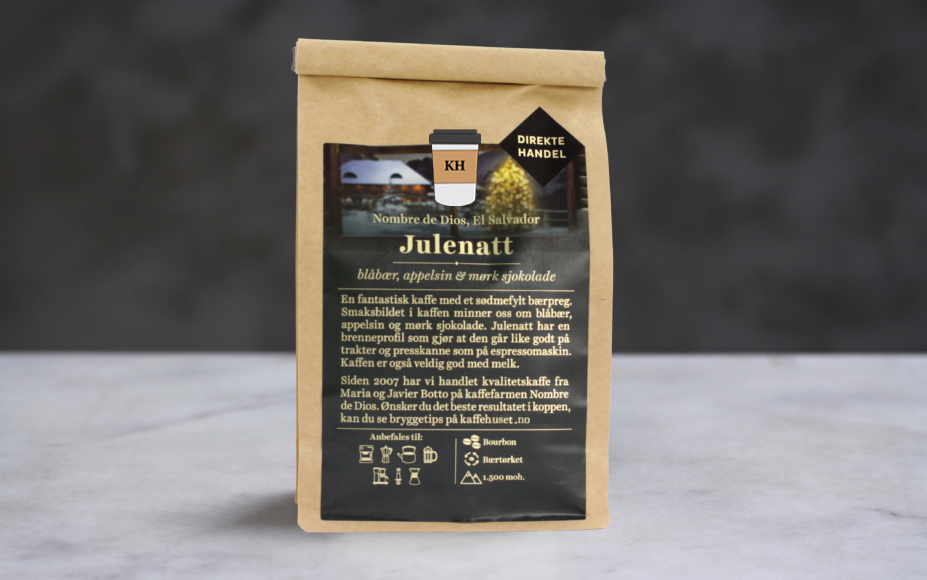 DIREKTE
HANDEL
KH
Nombre de Dios, El Salvador
Julenatt
blåbær, appelsin & mørk sjokolade
En fantastisk kaffe med et sødmefylt bærpreg.
Smaksbildet i kaffen minner oss om blåbær,
appelsin og mørk sjokolade. Julenatt har en
brenneprofil som gjør at den går like godt på
trakter og presskanne som på espressomaskin.
Kaffen er også veldig god med melk.
Siden 2007 har vi handlet kvalitetskaffe fra
Maria og Javier Botto på kaffefarmen Nombre
de Dios. Ønsker du det beste resultatet i koppen,
kan du se bryggetips på kaffehuset.no
Anbefales til:
Bourbon
Bærtørket
1.500 moh.